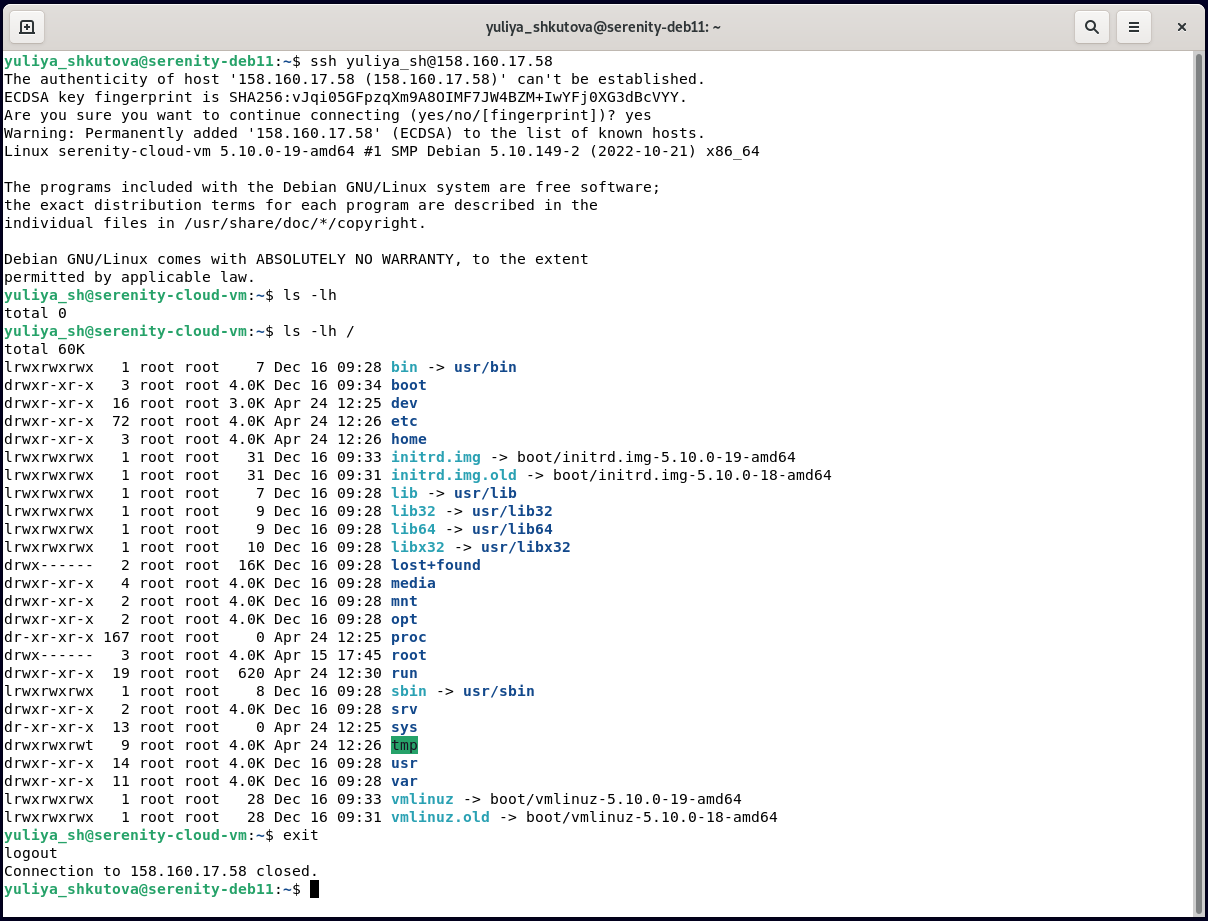 yuliya_shkutova@serenity-deb11: ~
yuliya_shkutova@serenity-deb11:~$ ssh yuliya_sh@158.160.17.58
The authenticity of host '158.160.17.58 (158.160.17.58)' can't be established.
ECDSA key fingerprint is SHA256:vJqi05GFpzqXm9A8OIMF7JW4BZM+IwYFj0XG3dBcVYY.
Are you sure you want to continue connecting (yes/no/[fingerprint])? yes
Warning: Permanently added '158.160.17.58' (ECDSA) to the list of known hosts.
Linux serenity-cloud-vm 5.10.0-19-amd64 #1 SMP Debian 5.10.149-2 (2022-10-21) x86_64

The programs included with the Debian GNU/Linux system are free software;
the exact distribution terms for each program are described in the
individual files in /usr/share/doc/*/copyright.

Debian GNU/Linux comes with ABSOLUTELY NO WARRANTY, to the extent
permitted by applicable law.
yuliya_sh@serenity-cloud-vm:~$ ls -lh
total 0
yuliya_sh@serenity-cloud-vm:~$ ls -lh /
total 60K
lrwxrwxrwx   1 root root    7 Dec 16 09:28 bin -> usr/bin
drwxr-xr-x   3 root root 4.0K Dec 16 09:34 boot
drwxr-xr-x  16 root root 3.0K Apr 24 12:25 dev
drwxr-xr-x  72 root root 4.0K Apr 24 12:26 etc
drwxr-xr-x   3 root root 4.0K Apr 24 12:26 home
lrwxrwxrwx   1 root root   31 Dec 16 09:33 initrd.img -> boot/initrd.img-5.10.0-19-amd64
lrwxrwxrwx   1 root root   31 Dec 16 09:31 initrd.img.old -> boot/initrd.img-5.10.0-18-amd64
lrwxrwxrwx   1 root root    7 Dec 16 09:28 lib -> usr/lib
lrwxrwxrwx   1 root root    9 Dec 16 09:28 lib32 -> usr/lib32
lrwxrwxrwx   1 root root    9 Dec 16 09:28 lib64 -> usr/lib64
lrwxrwxrwx   1 root root   10 Dec 16 09:28 libx32 -> usr/libx32
drwx------   2 root root  16K Dec 16 09:28 lost+found
drwxr-xr-x   4 root root 4.0K Dec 16 09:28 media
drwxr-xr-x   2 root root 4.0K Dec 16 09:28 mnt
drwxr-xr-x   2 root root 4.0K Dec 16 09:28 opt
dr-xr-xr-x 167 root root    0 Apr 24 12:25 proc
drwx------   3 root root 4.0K Apr 15 17:45 root
drwxr-xr-x  19 root root  620 Apr 24 12:30 run
lrwxrwxrwx   1 root root    8 Dec 16 09:28 sbin -> usr/sbin
drwxr-xr-x   2 root root 4.0K Dec 16 09:28 srv
dr-xr-xr-x  13 root root    0 Apr 24 12:25 sys
drwxrwxrwt   9 root root 4.0K Apr 24 12:26 tmp
drwxr-xr-x  14 root root 4.0K Dec 16 09:28 usr
drwxr-xr-x  11 root root 4.0K Dec 16 09:28 var
lrwxrwxrwx   1 root root   28 Dec 16 09:33 vmlinuz -> boot/vmlinuz-5.10.0-19-amd64
lrwxrwxrwx   1 root root   28 Dec 16 09:31 vmlinuz.old -> boot/vmlinuz-5.10.0-18-amd64
yuliya_sh@serenity-cloud-vm:~$ exit
logout
Connection to 158.160.17.58 closed.
yuliya_shkutova@serenity-deb11:~$